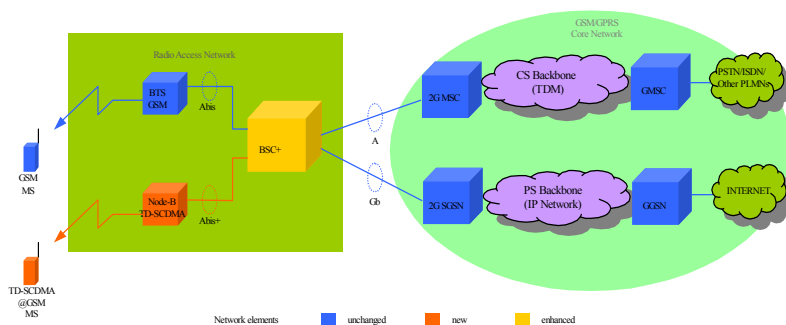 GSM/GPRS
Core Network
Radio Access Network
BTS
GSM
Abis
BSC+
Node-B
TD-SCDMA
Abis+
GSM
MS
TD-SCDMA
@GSM
MS
A
Gb
2G MSC
CS Backbone
(TDM)
GMSC
PSTN/ISDN/
Other PLMNs
2G SGSN
PS Backbone
(IP Network)
GGSN
INTERNET
Network elements
unchanged
new
enhanced